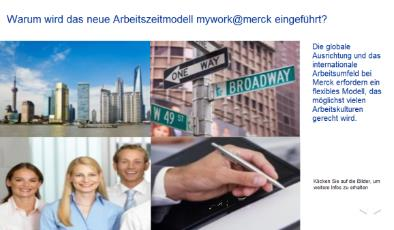 Warum wird das neue Arbeitszeitmodell mywork@merck eingeführt?
Die globale
Ausrichtung und das
internationale
Arbeitsumfeld bei
Merck erfordern ein
flexibles Modell, das
möglichst vielen
Arbeitskulturen
gerecht wird.
ONE WAY
BROADWAY
W 49 ST
Klicken Sie auf die Bilder, um
weitere Infos zu erhalten